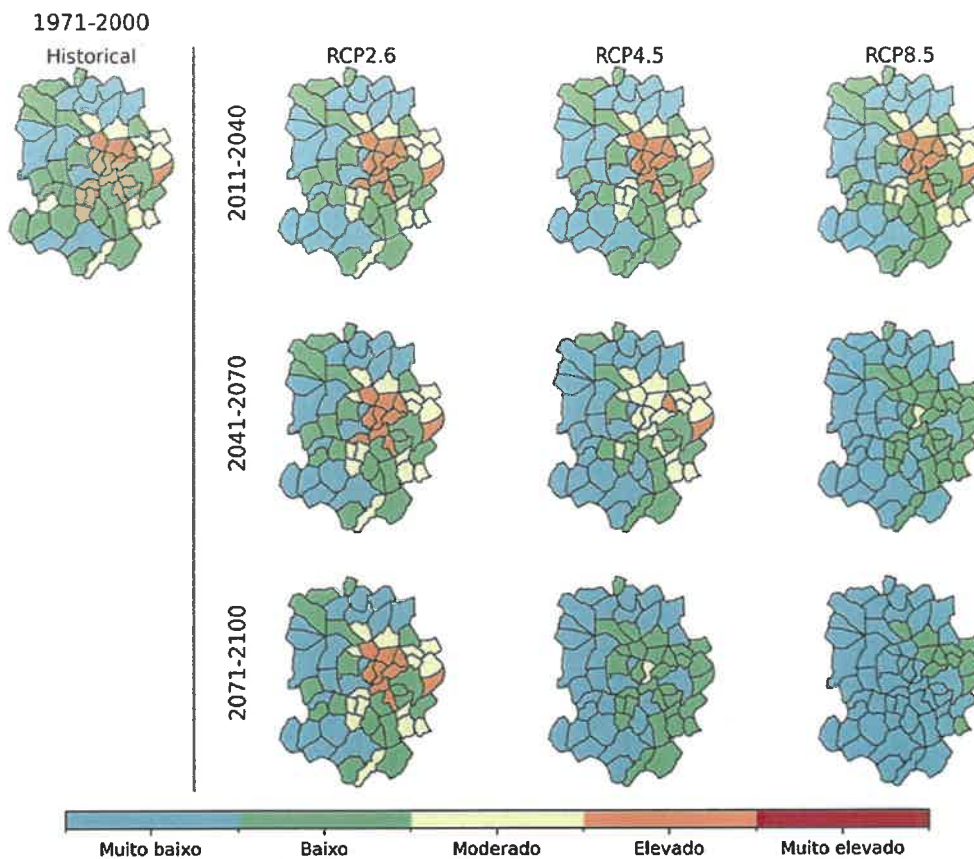 1971-2000
Historical
RCP2.6
RCP4.5
RCP8.5
2011-2040
2041-2070
2071-2100
Muito baixo
Baixo
Moderado
Elevado
Muito elevado